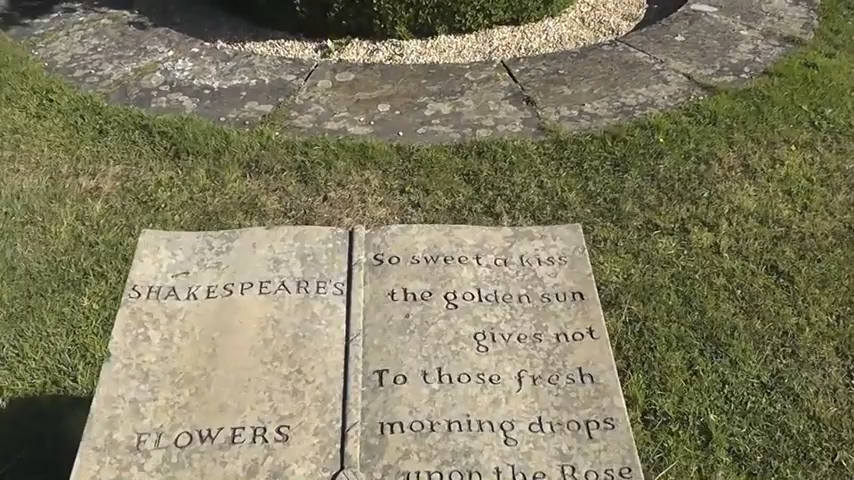 SHAKESPEARE'S
FLOWERS
So sweet a kiss
the golden sun
gives not
To those fresh
morning drops
upon the Rose